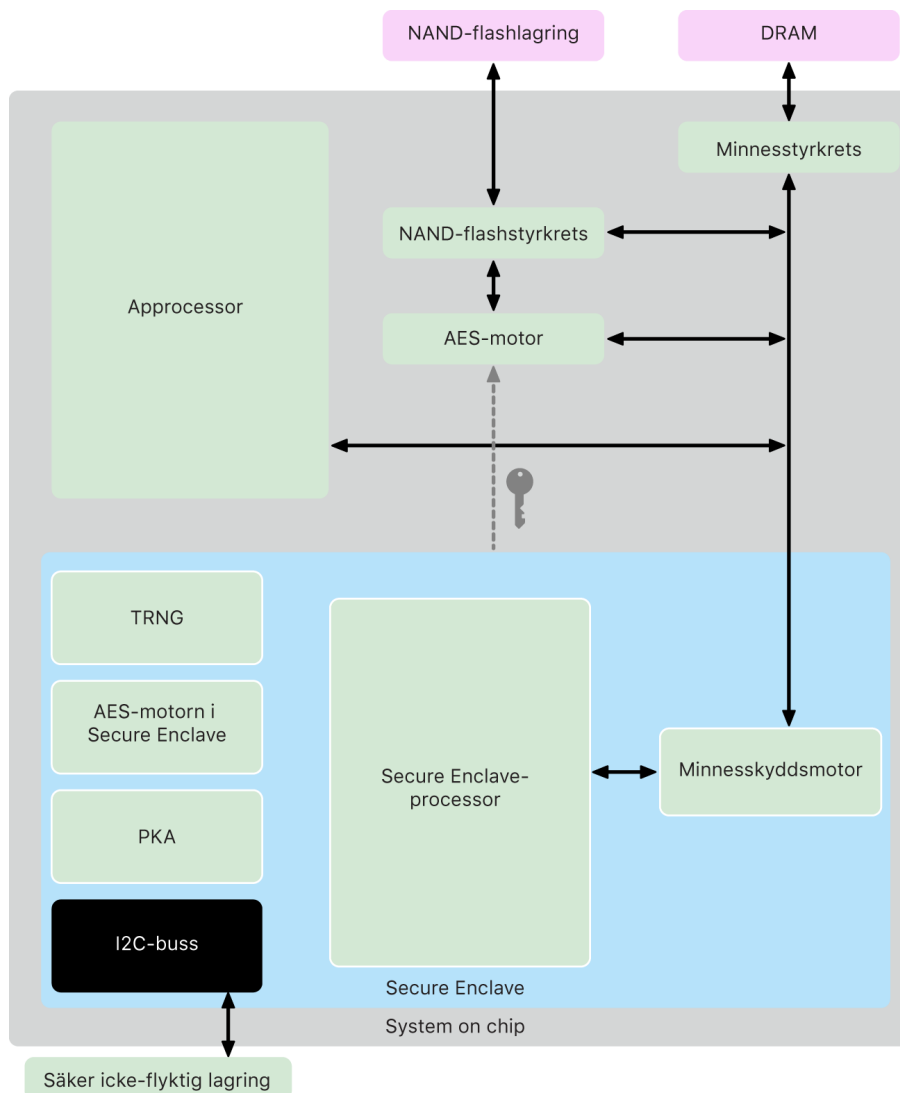 NAND-flashlagring
DRAM
Minnesstyrkrets
NAND-flashstyrkrets
Approcessor
AES-motor
TRNG
AES-motorn i
Secure Enclave
Secure Enclave-
processor
Minnesskyddsmotor
PKA
I2C-buss
Secure Enclave
System on chip
Säker icke-flyktig lagring